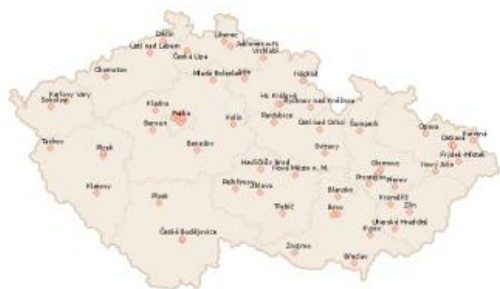 Děčín
Liberec
Jablonec n. N.
Ústí nad Labem
Česká Lípa
Vrchlabí
Chomutov
Mladá Boleslav
Jičín
Náchod
Karlovy Vary
Sokolov
Kladno
Praha
Hr. Králové
Rychnov nad Kněžnou
Beroun
Kolín
Pardubice
Ústí nad Orlicí
Šumperk
Opava
Karviná
Ostrava
Tachov
Plzeň
Benešov
Svitavy
Frýdek-Místek
Nový Jičín
Havlíčkův Brod
Nové Město n. M.
Olomouc
Prostějov
Přerov
Klatovy
Písek
Pelhřimov
Jihlava
Blansko
Kroměříž
Zlín
Třebíč
Brno
Uherské Hradiště
Kyjov
České Budějovice
Znojmo
Břeclav